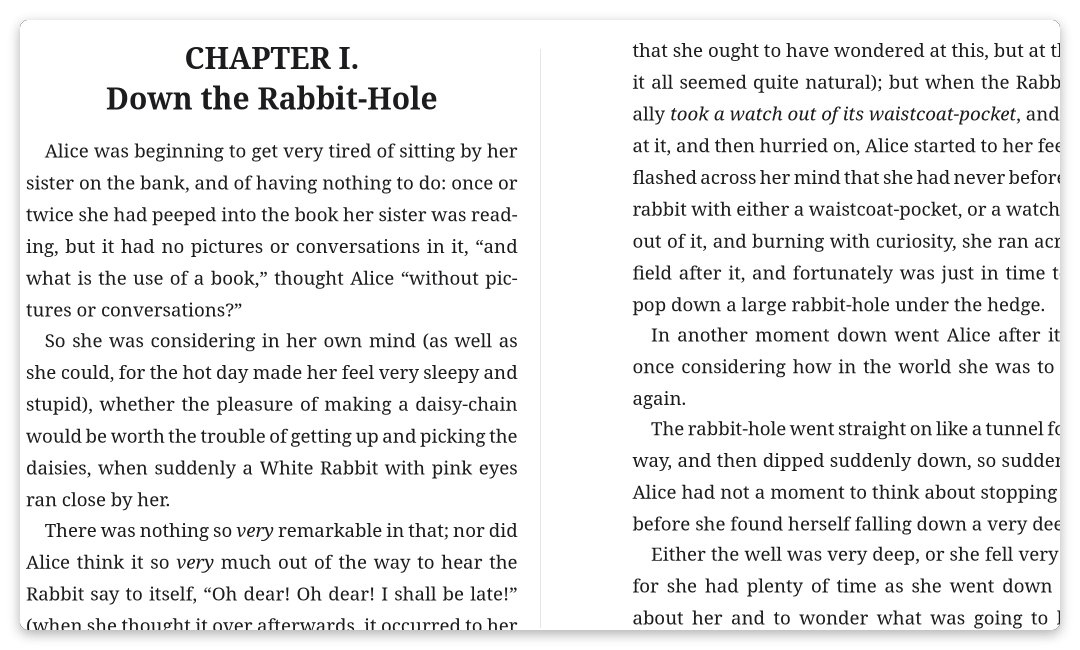 CHAPTER I.
Down the Rabbit-Hole
Alice was beginning to get very tired of sitting by her
sister on the bank, and of having nothing to do: once or
twice she had peeped into the book her sister was read-
ing, but it had no pictures or conversations in it, “and
what is the use of a book,” thought Alice “without pic-
tures or conversations?”
So she was considering in her own mind (as well as
she could, for the hot day made her feel very sleepy and
stupid), whether the pleasure of making a daisy-chain
would be worth the trouble of getting up and picking the
daisies, when suddenly a White Rabbit with pink eyes
ran close by her.
There was nothing so very remarkable in that; nor did
Alice think it so very much out of the way to hear the
Rabbit say to itself, “Oh dear! Oh dear! I shall be late!”
(when she thought it over afterwards, it occurred to her
that she ought to have wondered at this, but at
it all seemed quite natural); but when the
ally took a watch out of its waistcoat-pocket, and
at it, and then hurried on, Alice started to her
flashed across her mind that she had never before
rabbit with either a waistcoat-pocket, or a watch
out of it, and burning with curiosity, she ran
field after it, and fortunately was just in time
pop down a large rabbit-hole under the hedge.
In another moment down went Alice after it
once considering how in the world she was to
again.
The rabbit-hole went straight on like a tunnel
way, and then dipped suddenly down, so
Alice had not a moment to think about stopping
before she found herself falling down a very
Either the well was very deep, or she fell very
for she had plenty of time as she went down
about her and to wonder what was going to